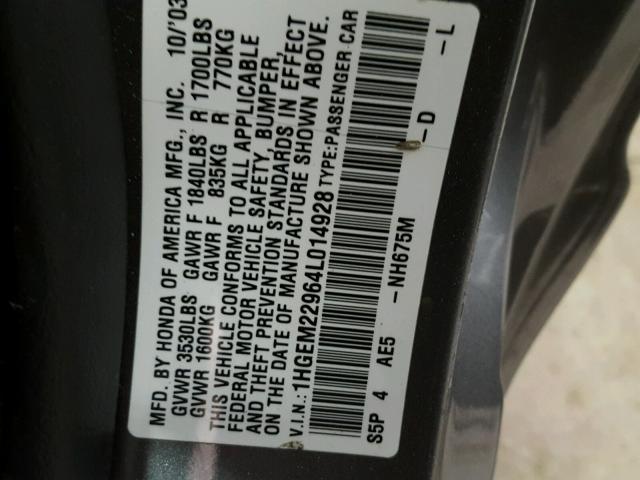 MFD. BY HONDA OF AMERICA MFG., INC. 10/'03
GVWR 3530LBS GAWR F 1840LBS R 1700LBS
GVWR 1600KG GAWR F 835KG R 770KG
THIS VEHICLE CONFORMS TO ALL APPLICABLE
FEDERAL MOTOR VEHICLE SAFETY, BUMPER,
AND THEFT PREVENTION STANDARDS IN EFFECT
ON THE DATE OF MANUFACTURE SHOWN ABOVE.
V.I.N.:1HGEM22964L014928 TYPE:PASSENGER CAR
S5P 4 AE5 -NH675M -D -L